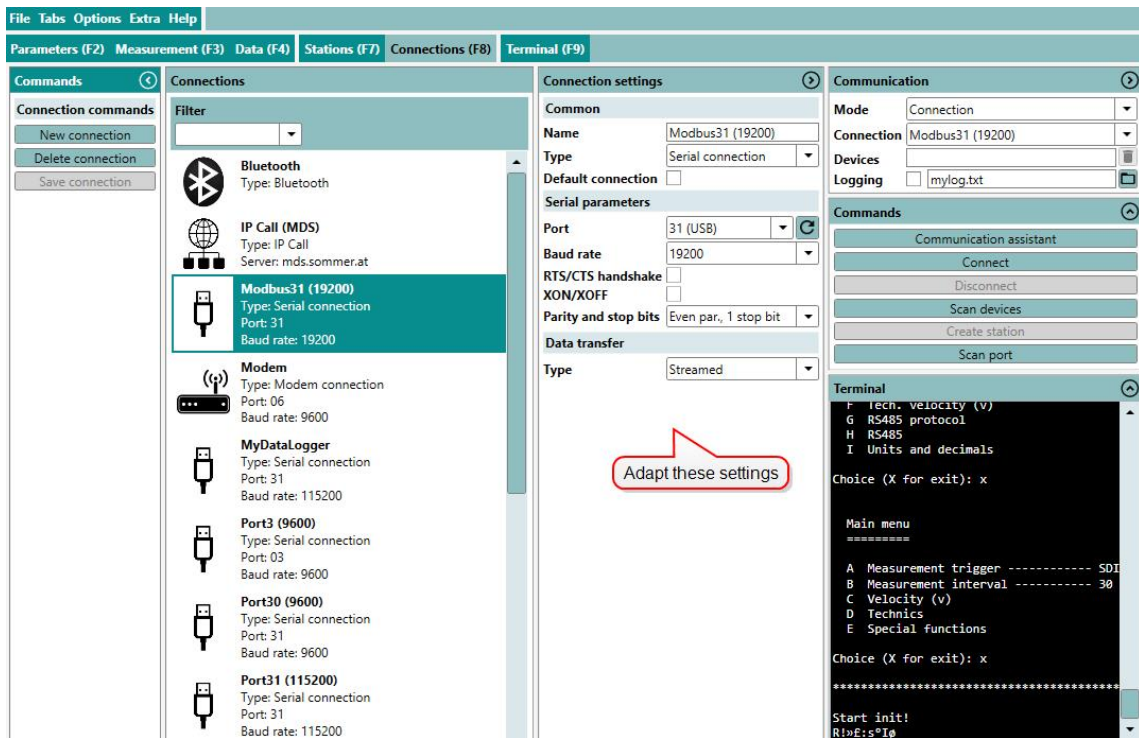 File Tabs Options Extra Help
Parameters (F2) Measurement (F3) Data (F4) Stations (F7) Connections (F8) Terminal (F9)
Commands
Connection commands
New connection
Delete connection
Save connection
Connections
Filter
Bluetooth
Type: Bluetooth
IP Call (MDS)
Type: IP Call
Server: mds.sommer.at
Modbus31 (19200)
Type: Serial connection
Port: 31
Baud rate: 19200
Modem
Type: Modem connection
Port: 06
Baud rate: 9600
MyDataLogger
Type: Serial connection
Port: 31
Baud rate: 115200
Port3 (9600)
Type: Serial connection
Port: 03
Baud rate: 9600
Port30 (9600)
Type: Serial connection
Port: 31
Baud rate: 9600
Port31 (115200)
Type: Serial connection
Port: 31
Baud rate: 115200
Connection settings
Common
Name Modbus31 (19200)
Type Serial connection
Default connection
Serial parameters
Port 31 (USB)
Baud rate 19200
RTS/CTS handshake
XON/XOFF
Parity and stop bits Even par., 1 stop bit
Data transfer
Type Streamed
Adapt these settings
Communication
Mode Connection
Connection Modbus31 (19200)
Devices
Logging mylog.txt
Commands
Communication assistant
Connect
Disconnect
Scan devices
Create station
Scan port
Terminal
F Tech. velocity (v)
G RS485 protocol
H RS485
I Units and decimals
Choice (X for exit): x
Main menu
=========
A Measurement trigger ------------ SDI
B Measurement interval ----------- 30
C Velocity (v)
D Technics
E Special functions
Choice (X for exit): x
*****************************************
Start init!
R!»£:s°Iø